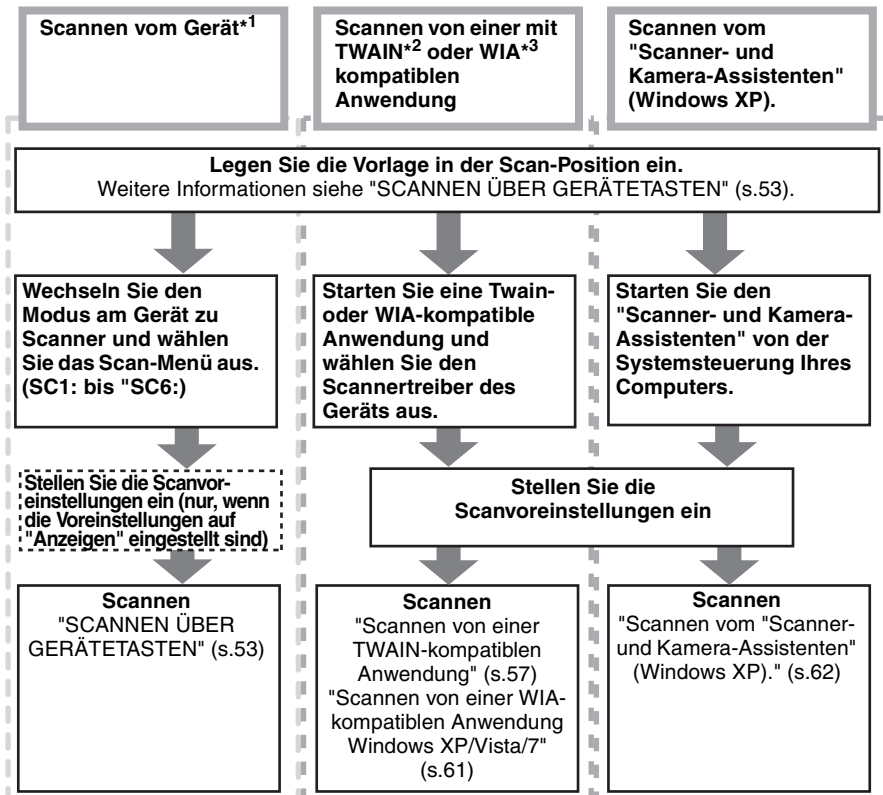 Scannen vom Gerät*1
Scannen von einer mit
TWAIN*2 oder WIA*3
kompatiblen
Anwendung
Scannen vom
"Scanner- und
Kamera-Assistenten"
(Windows XP).
Legen Sie die Vorlage in der Scan-Position ein.
Weitere Informationen siehe "SCANNEN ÜBER GERÄTETASTEN" (s.53).
Wechseln Sie den
Modus am Gerät zu
Scanner und wählen
Sie das Scan-Menü aus.
(SC1: bis "SC6:)
Starten Sie eine Twain-
oder WIA-kompatible
Anwendung und
wählen Sie den
Scannertreiber des
Geräts aus.
Starten Sie den
"Scanner- und Kamera-
Assistenten" von der
Systemsteuerung Ihres
Computers.
Stellen Sie die Scanvor-
einstellungen ein (nur, wenn
die Voreinstellungen auf
"Anzeigen" eingestellt sind)
Stellen Sie die
Scanvoreinstellungen ein
Scannen
"SCANNEN ÜBER
GERÄTETASTEN" (s.53)
Scannen
"Scannen von einer
TWAIN-kompatiblen
Anwendung" (s.57)
"Scannen von einer WIA-
kompatiblen Anwendung
Windows XP/Vista/7"
(s.61)
Scannen
"Scannen vom "Scanner-
und Kamera-Assistenten"
(Windows XP)." (s.62)